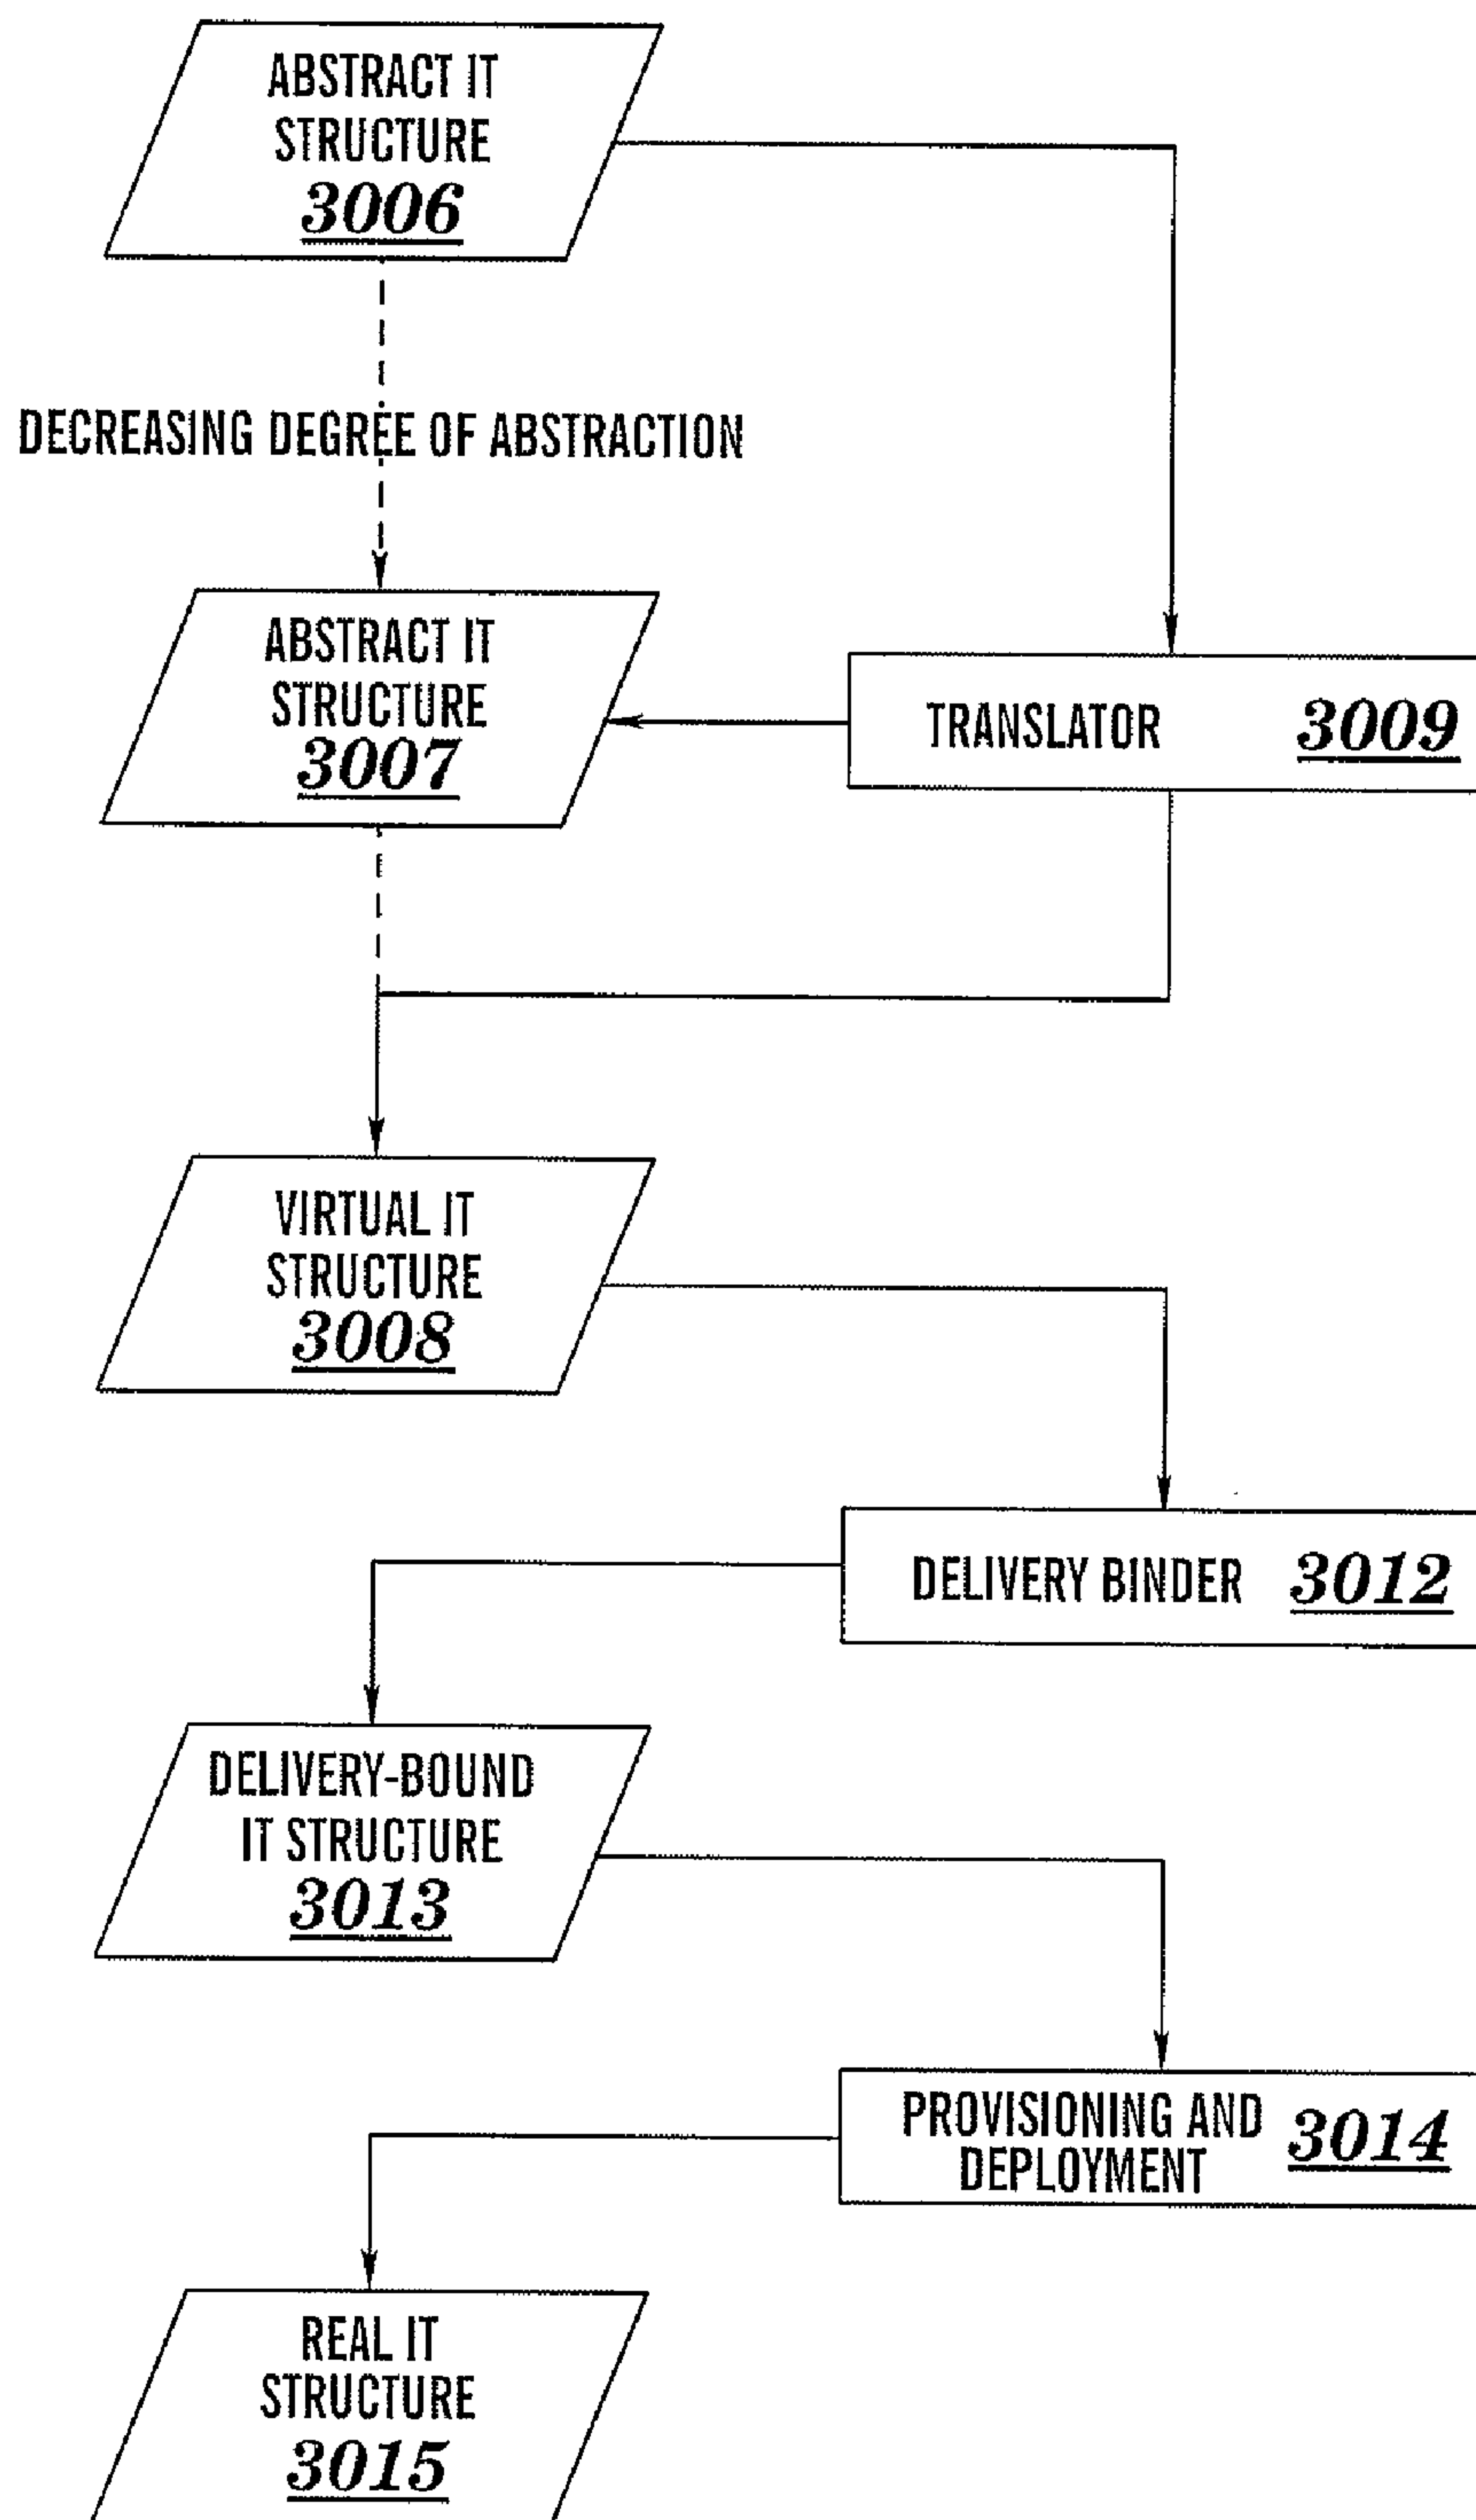 ABSTRACT IT
STRUCTURE
3006
DECREASING DEGREE OF ABSTRACTION
ABSTRACT IT
STRUCTURE
3007
TRANSLATOR 3009
VIRTUAL IT
STRUCTURE
3008
DELIVERY BINDER 3012
DELIVERY-BOUND
IT STRUCTURE
3013
PROVISIONING AND
DEPLOYMENT
3014
REAL IT
STRUCTURE
3015